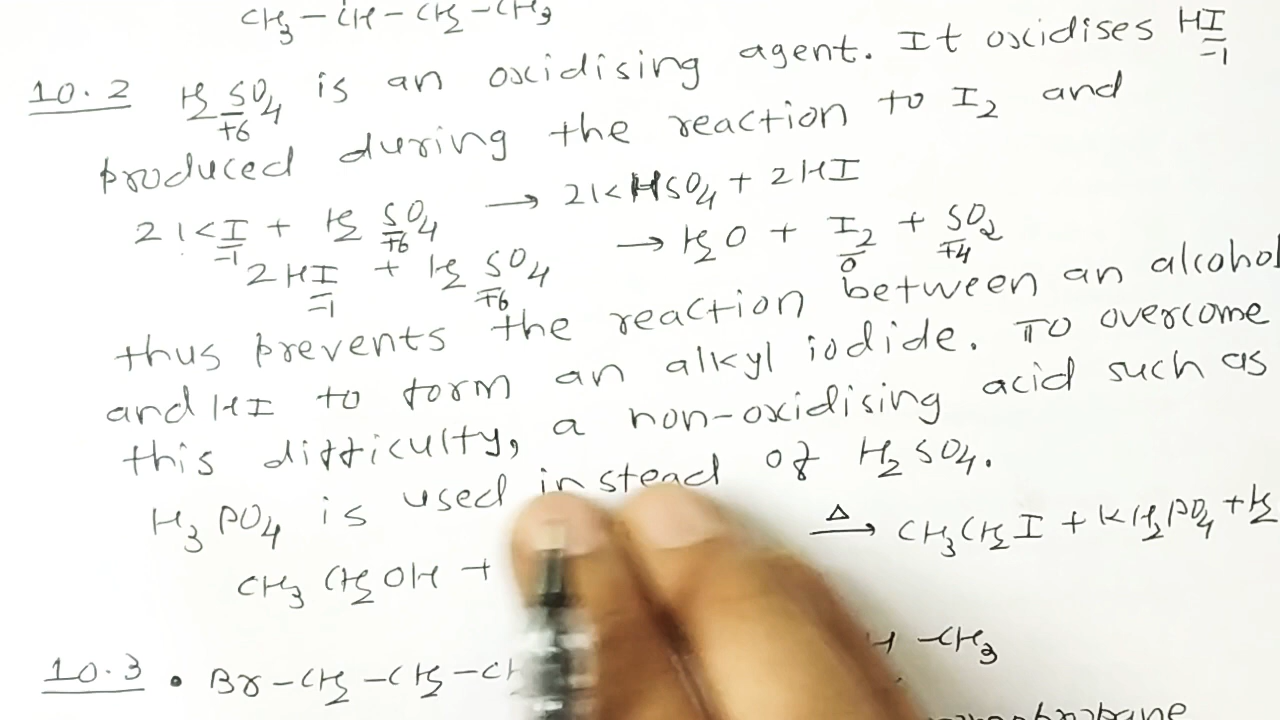 CH₃ – CH – CH₂ – CH₃
10.2 H₂SO₄ is an oxidising agent. It oxidises HI
+6 -1
produced during the reaction to I₂ and
2KI + H₂SO₄ → 2KHSO₄ + 2HI
-1 +6
2HI + H₂SO₄ → H₂O + I₂ + SO₂
-1 +6 0 +4
thus prevents the reaction between an alcohol
and HI to form an alkyl iodide. To overcome
this difficulty, a non-oxidising acid such as
H₃PO₄ is used instead of H₂SO₄.
CH₃CH₂OH + Δ→ CH₃CH₂I + KH₂PO₄ + H₂
10.3 • Br – CH₂ – CH₂ – – CH₃